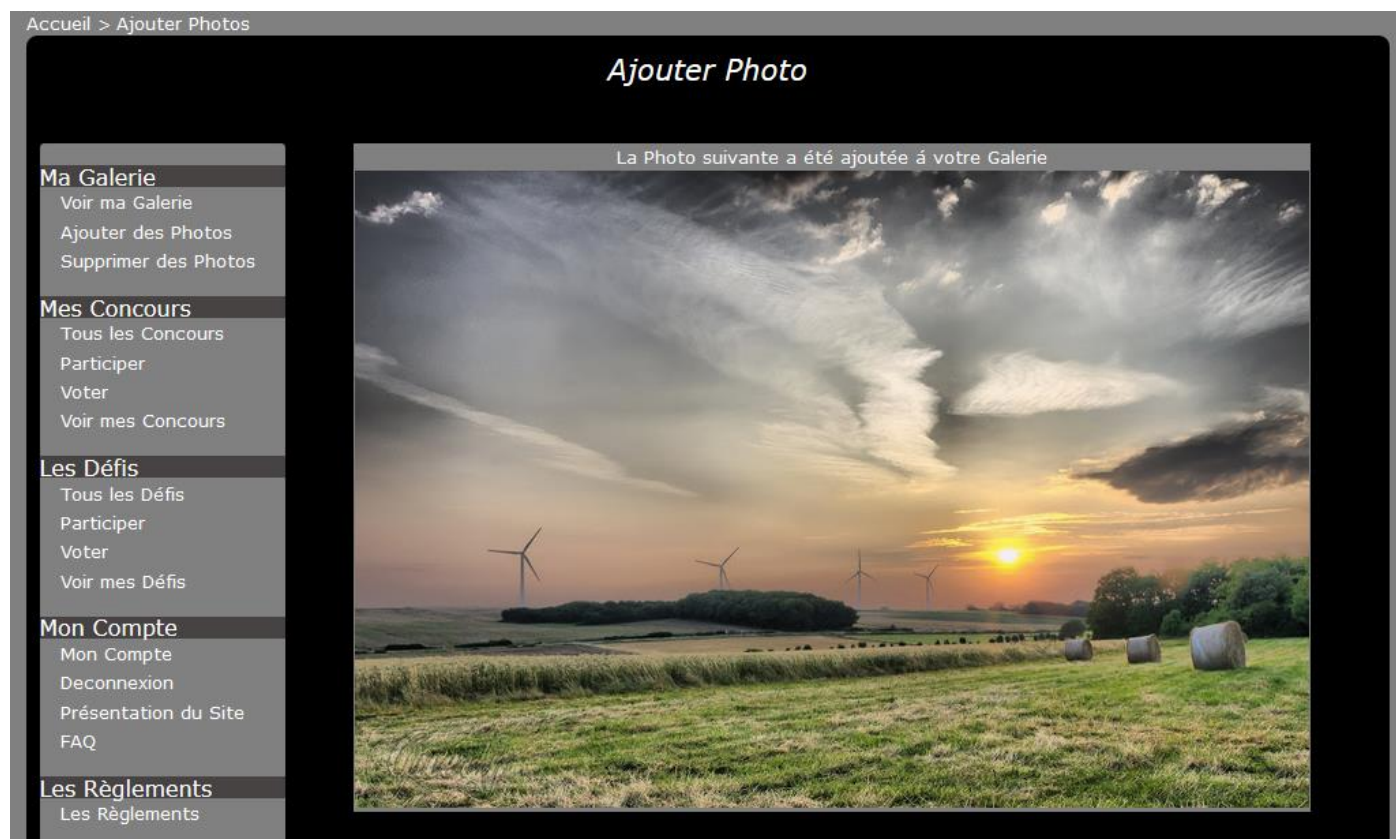 Accueil > Ajouter Photos
Ajouter Photo
Ma Galerie
Voir ma Galerie
Ajouter des Photos
Supprimer des Photos
Mes Concours
Tous les Concours
Participer
Voter
Voir mes Concours
Les Défis
Tous les Défis
Participer
Voter
Voir mes Défis
Mon Compte
Mon Compte
Deconnexion
Présentation du Site
FAQ
Les Règlements
Les Règlements
La Photo suivante a été ajoutée á votre Galerie